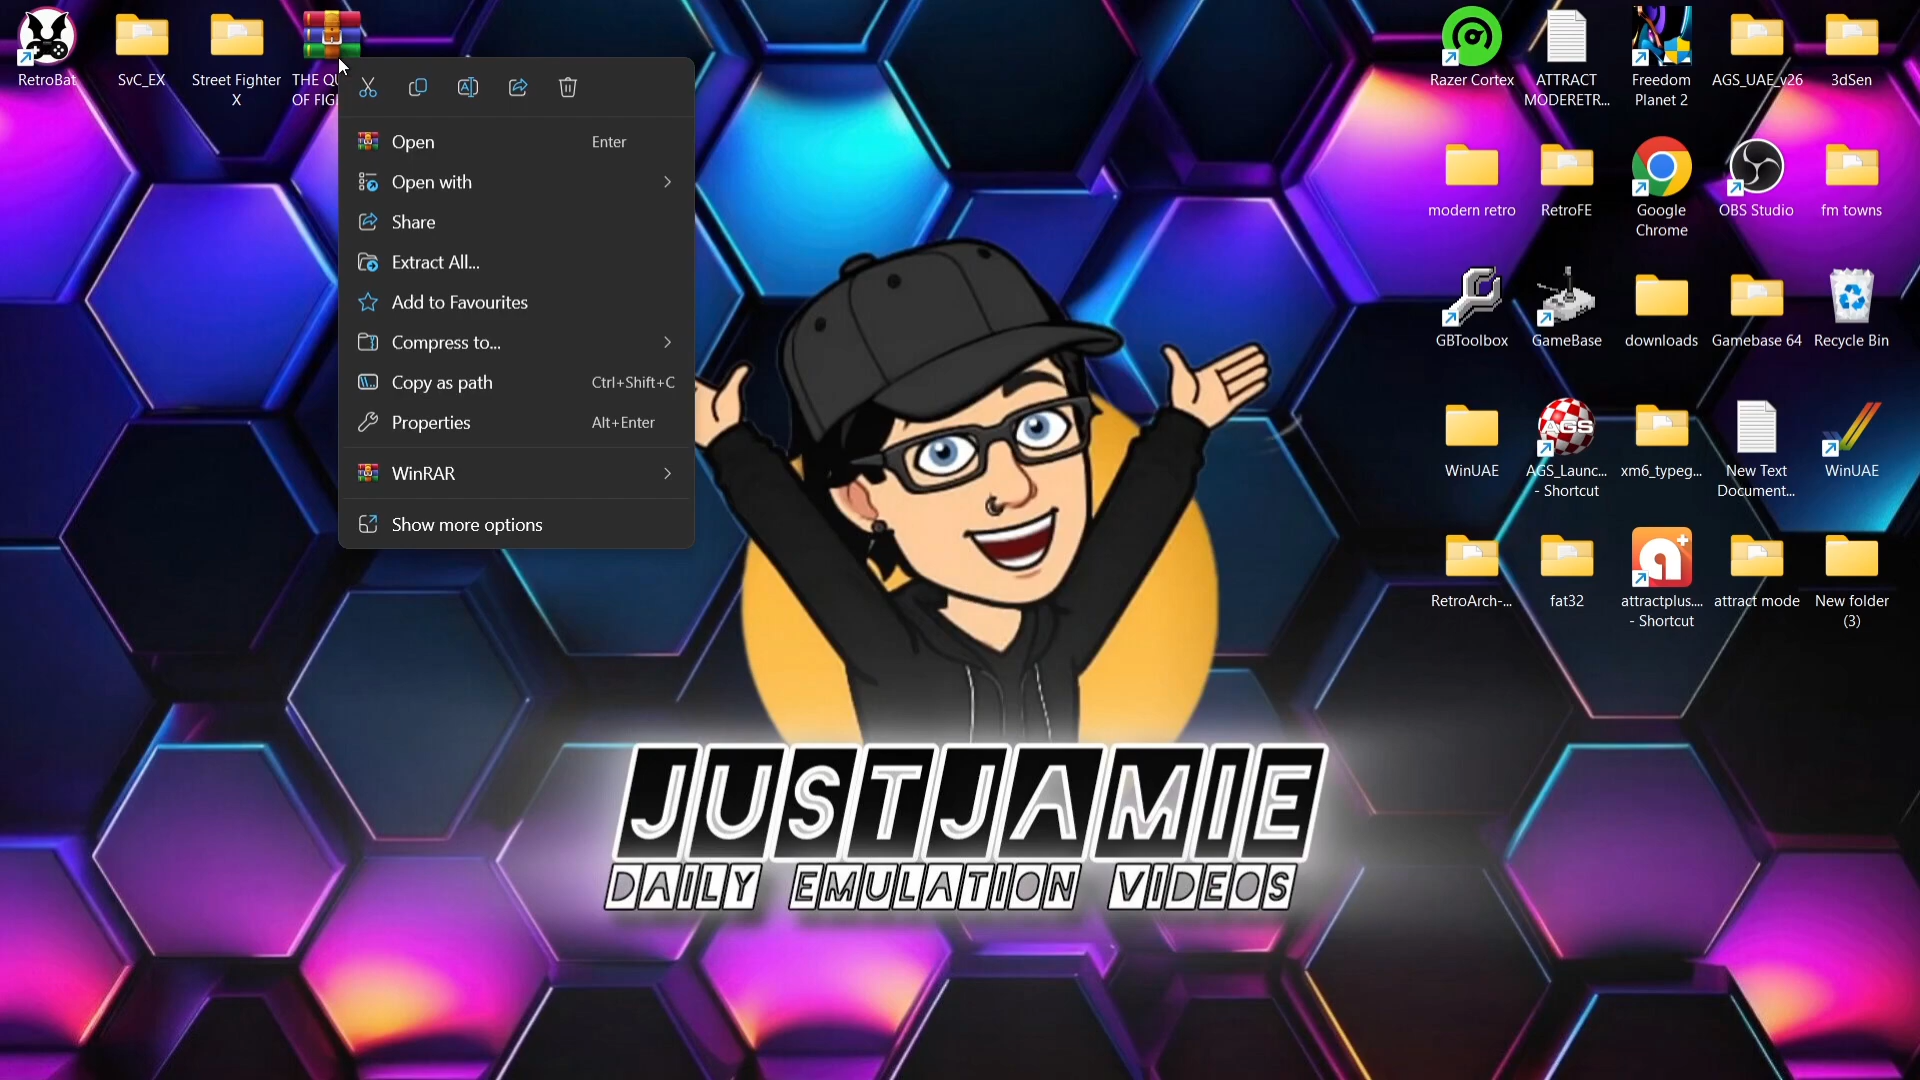 RetroBat
SvC_EX
Street Fighter
X
THE QU
OF FIG
Open Enter
Open with
Share
Extract All...
Add to Favourites
Compress to...
Copy as path Ctrl+Shift+C
Properties Alt+Enter
WinRAR
Show more options
Razer Cortex
ATTRACT
MODERETR...
Freedom
Planet 2
AGS_UAE_v26
3dSen
modern retro
RetroFE
Google
Chrome
OBS Studio
fm towns
GBToolbox
GameBase
downloads
Gamebase 64
Recycle Bin
WinUAE
AGS
AGS_Launc...
- Shortcut
xm6_typeg...
New Text
Document...
WinUAE
RetroArch-...
fat32
attractplus....
- Shortcut
attract mode
New folder
(3)
JUSTJAMIE
DAILY EMULATION VIDEOS